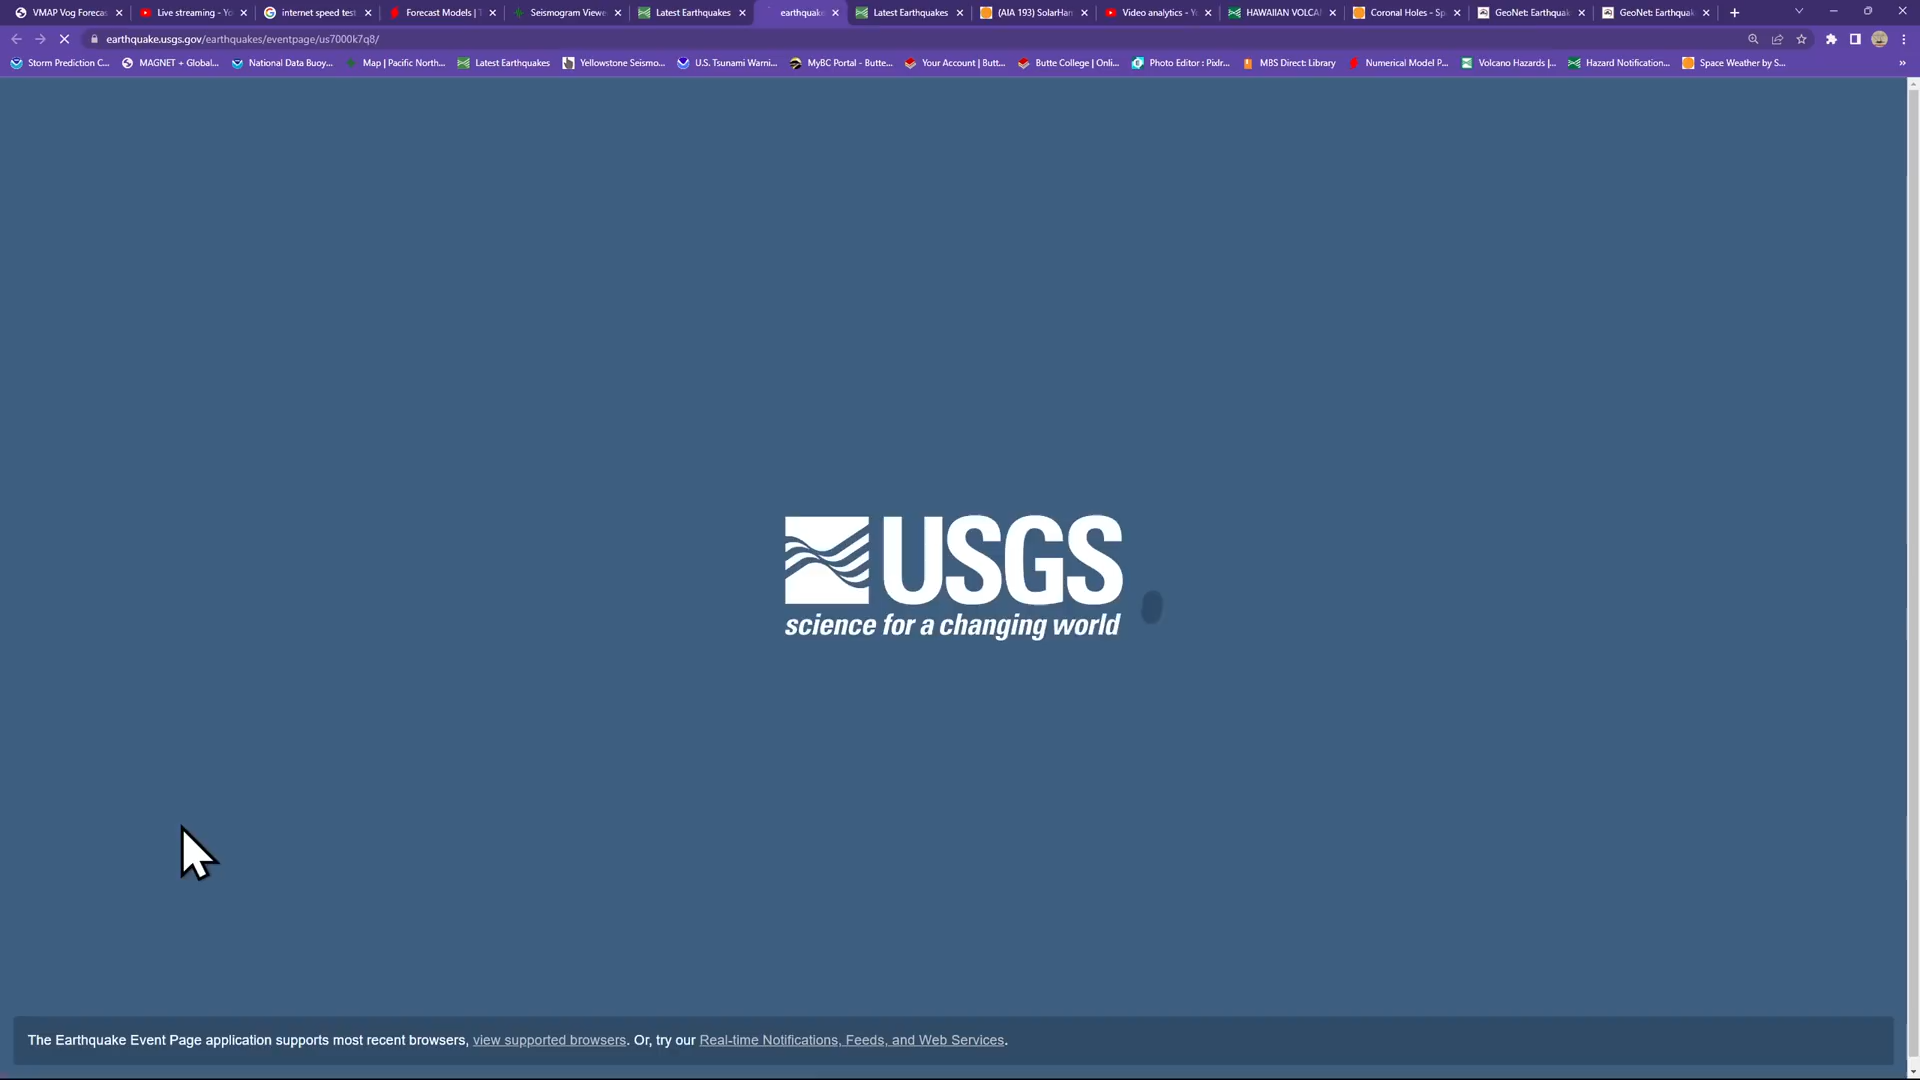 VMAP Vog Forecas
Live streaming - Yo
internet speed test
Forecast Models | T
Seismogram Viewe
Latest Earthquakes
earthquake
Latest Earthquakes
(AIA 193) SolarHam
Video analytics - Y
HAWAIIAN VOLCA
Coronal Holes - Sp
GeoNet: Earthquak
GeoNet: Earthquak
earthquake.usgs.gov/earthquakes/eventpage/us7000k7q8/
Storm Prediction C...
MAGNET + Global...
National Data Buoy...
Map | Pacific North...
Latest Earthquakes
Yellowstone Seismo...
U.S. Tsunami Warni...
MyBC Portal - Butte...
Your Account | Butt...
Butte College | Onli...
Photo Editor : Pixlr...
MBS Direct: Library
Numerical Model P...
Volcano Hazards |...
Hazard Notification...
Space Weather by S...
USGS
science for a changing world
The Earthquake Event Page application supports most recent browsers, view supported browsers. Or, try our Real-time Notifications, Feeds, and Web Services.